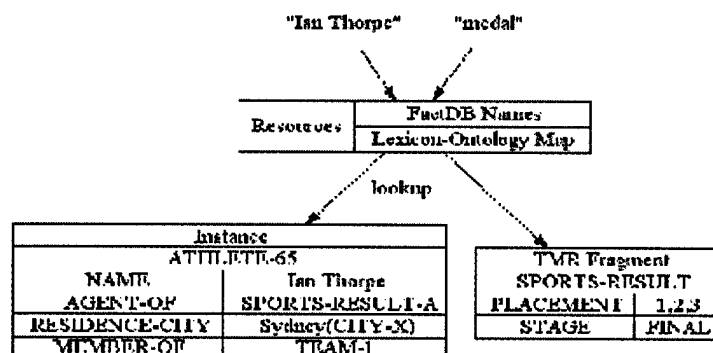 "Ian Thorpe" "medal"
FactDB Names
Resources
Lexicon-Ontology Map
lookup
Instance
ATHLETE-65
NAME Ian Thorpe
AGENT-OF SPORTS-RESULT-A
RESIDENCE-CITY Sydney(CITY-X)
MEMBER-OF TEAM-1
TMR Fragment
SPORTS-RESULT
PLACEMENT 1,2,3
STAGE FINAL